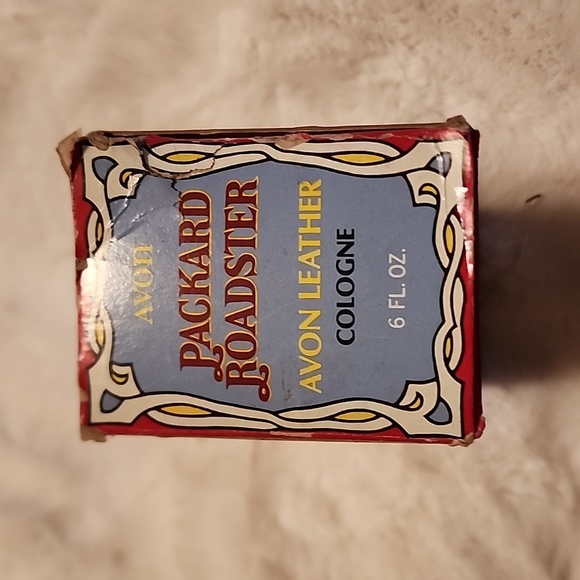 AVON
PACKARD
ROADSTER
AVON LEATHER
COLOGNE
6 FL. OZ.